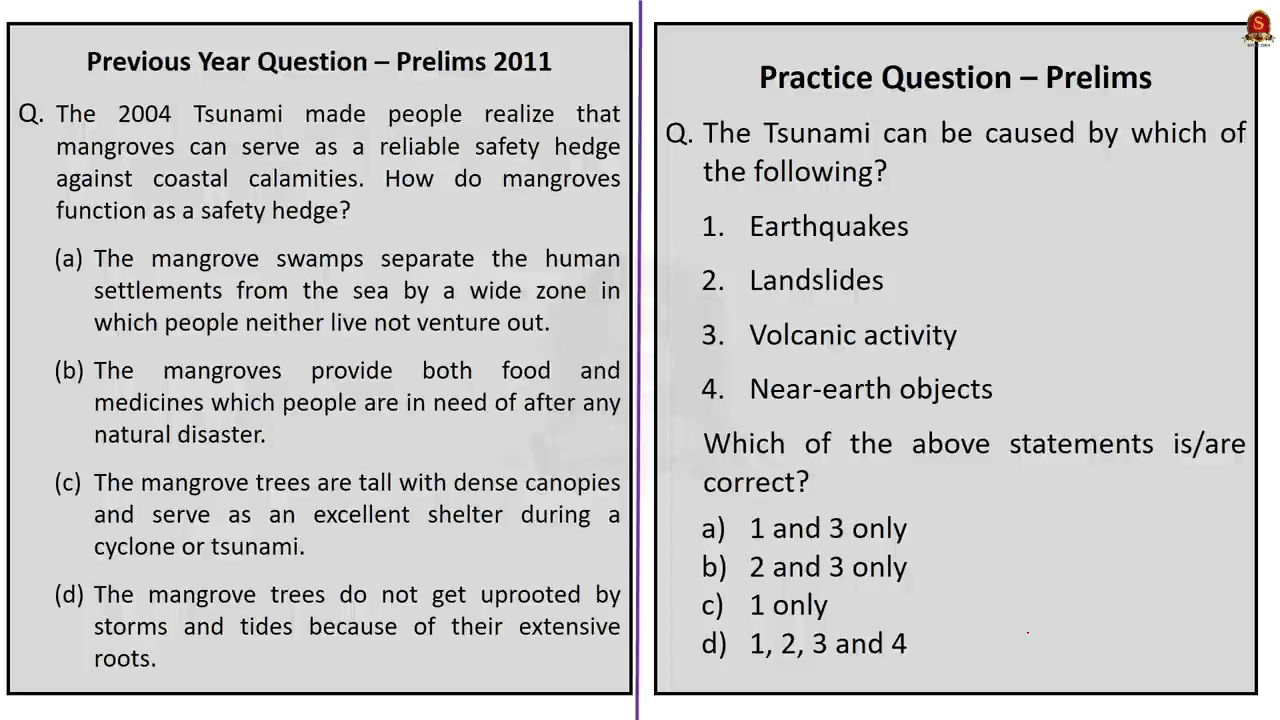 Previous Year Question – Prelims 2011
Q. The 2004 Tsunami made people realize that
mangroves can serve as a reliable safety hedge
against coastal calamities. How do mangroves
function as a safety hedge?
(a) The mangrove swamps separate the human
settlements from the sea by a wide zone in
which people neither live not venture out.
(b) The mangroves provide both food and
medicines which people are in need of after any
natural disaster.
(c) The mangrove trees are tall with dense canopies
and serve as an excellent shelter during a
cyclone or tsunami.
(d) The mangrove trees do not get uprooted by
storms and tides because of their extensive
roots.
Practice Question – Prelims
Q. The Tsunami can be caused by which of
the following?
1. Earthquakes
2. Landslides
3. Volcanic activity
4. Near-earth objects
Which of the above statements is/are
correct?
a) 1 and 3 only
b) 2 and 3 only
c) 1 only
d) 1, 2, 3 and 4
S